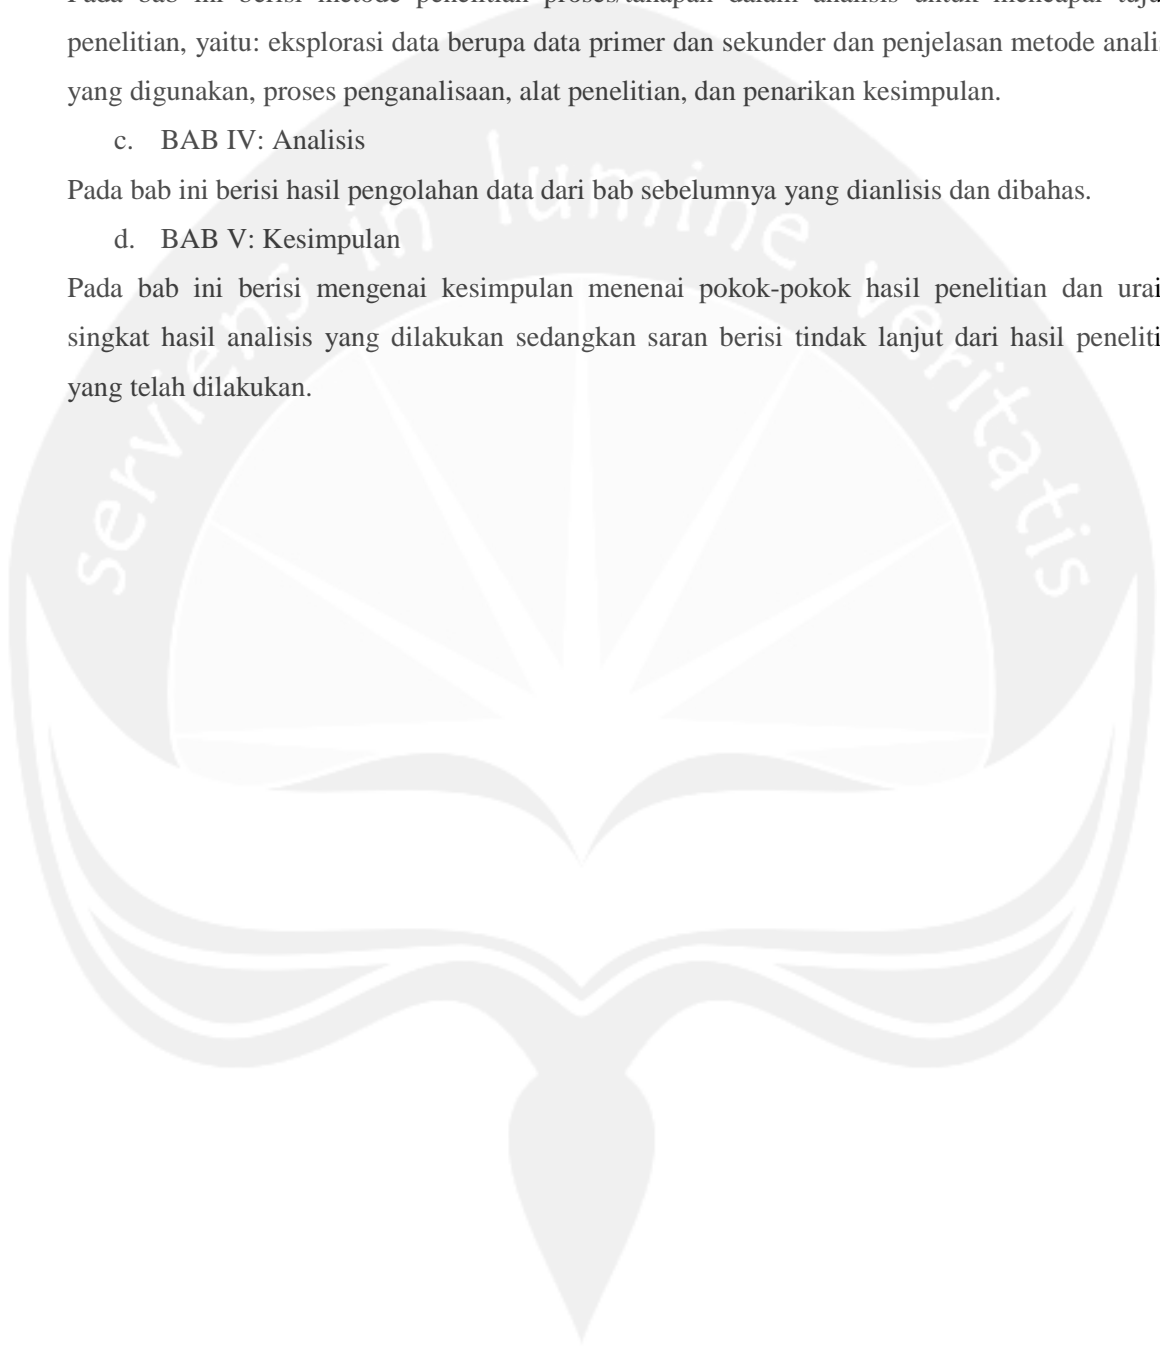 Pada bab ini berisi metode penelitian proses/tahapan dalam analisis untuk mencapai
penelitian, yaitu: eksplorasi data berupa data primer dan sekunder dan penjelasan metode
yang digunakan, proses penganalisaan, alat penelitian, dan penarikan kesimpulan.
c. BAB IV: Analisis
Pada bab ini berisi hasil pengolahan data dari bab sebelumnya yang dianlisis dan dibahas.
d. BAB V: Kesimpulan
Pada bab ini berisi mengenai kesimpulan menenai pokok-pokok hasil penelitian dan urai
singkat hasil analisis yang dilakukan sedangkan saran berisi tindak lanjut dari hasil peneliti
yang telah dilakukan.
serviens in lumine veritatis